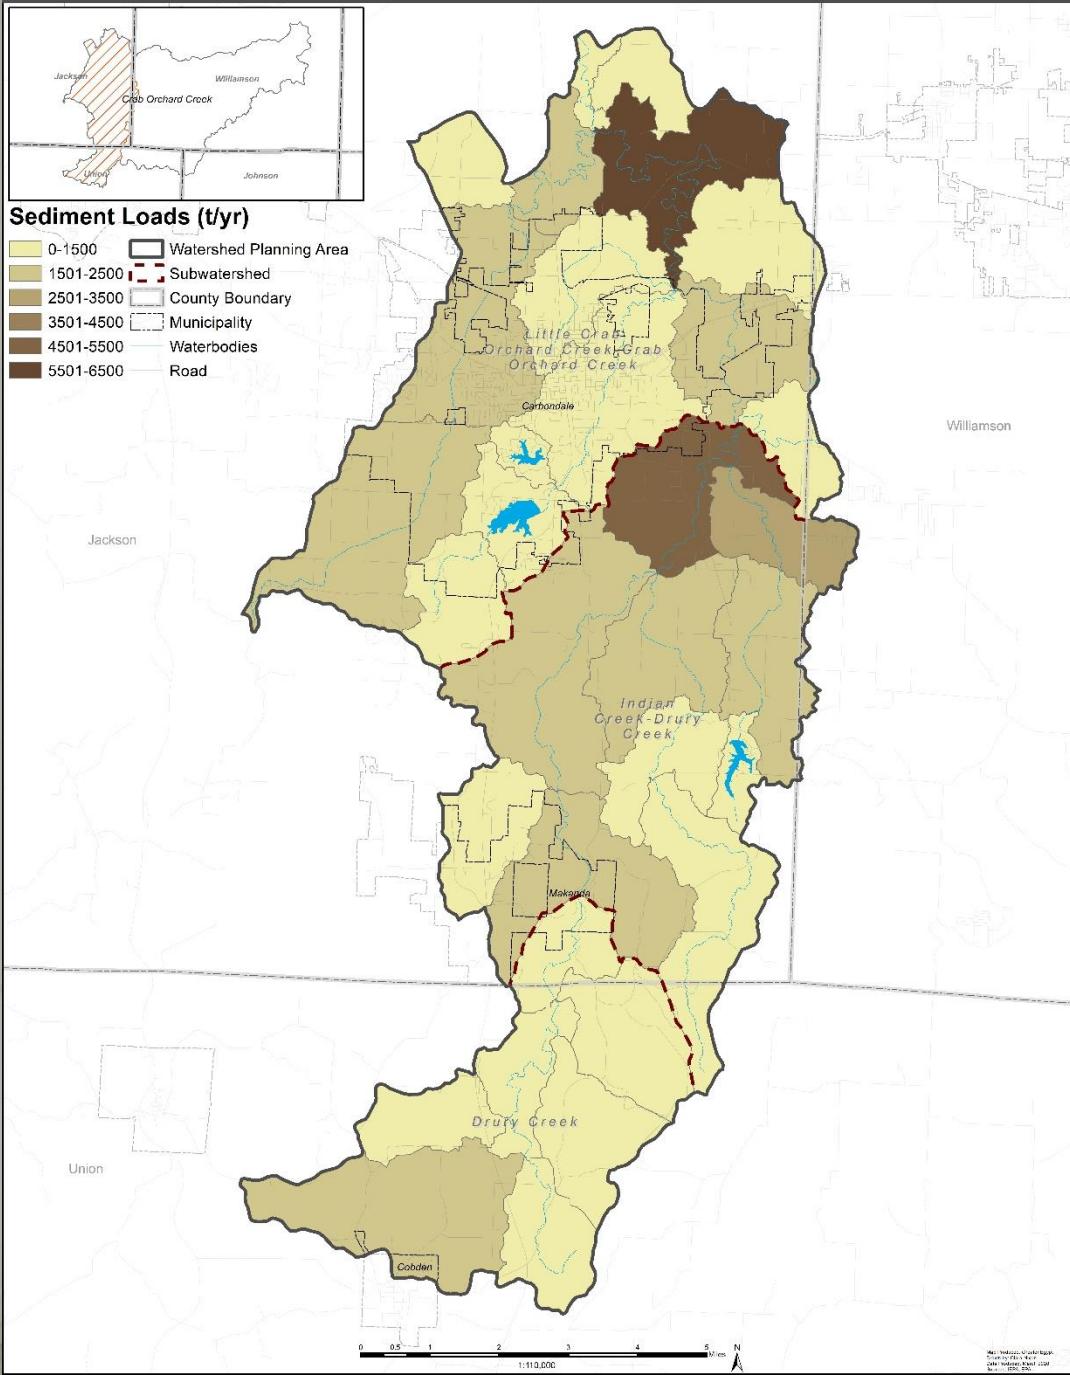 Jackson
Williamson
Crab Orchard Creek
Union
Johnson
Sediment Loads (t/yr)
0-1500
Watershed Planning Area
1501-2500
Subwatershed
2501-3500
County Boundary
3501-4500
Municipality
4501-5500
Waterbodies
5501-6500
Road
Little Crab
Orchard Creek-Crab
Orchard Creek
Carbondale
Williamson
Jackson
Indian
Creek-Drury
Creek
Makanda
Drury Creek
Union
Cobden
0 0.5 1 2 3 4 5
Miles
N
1:110,000